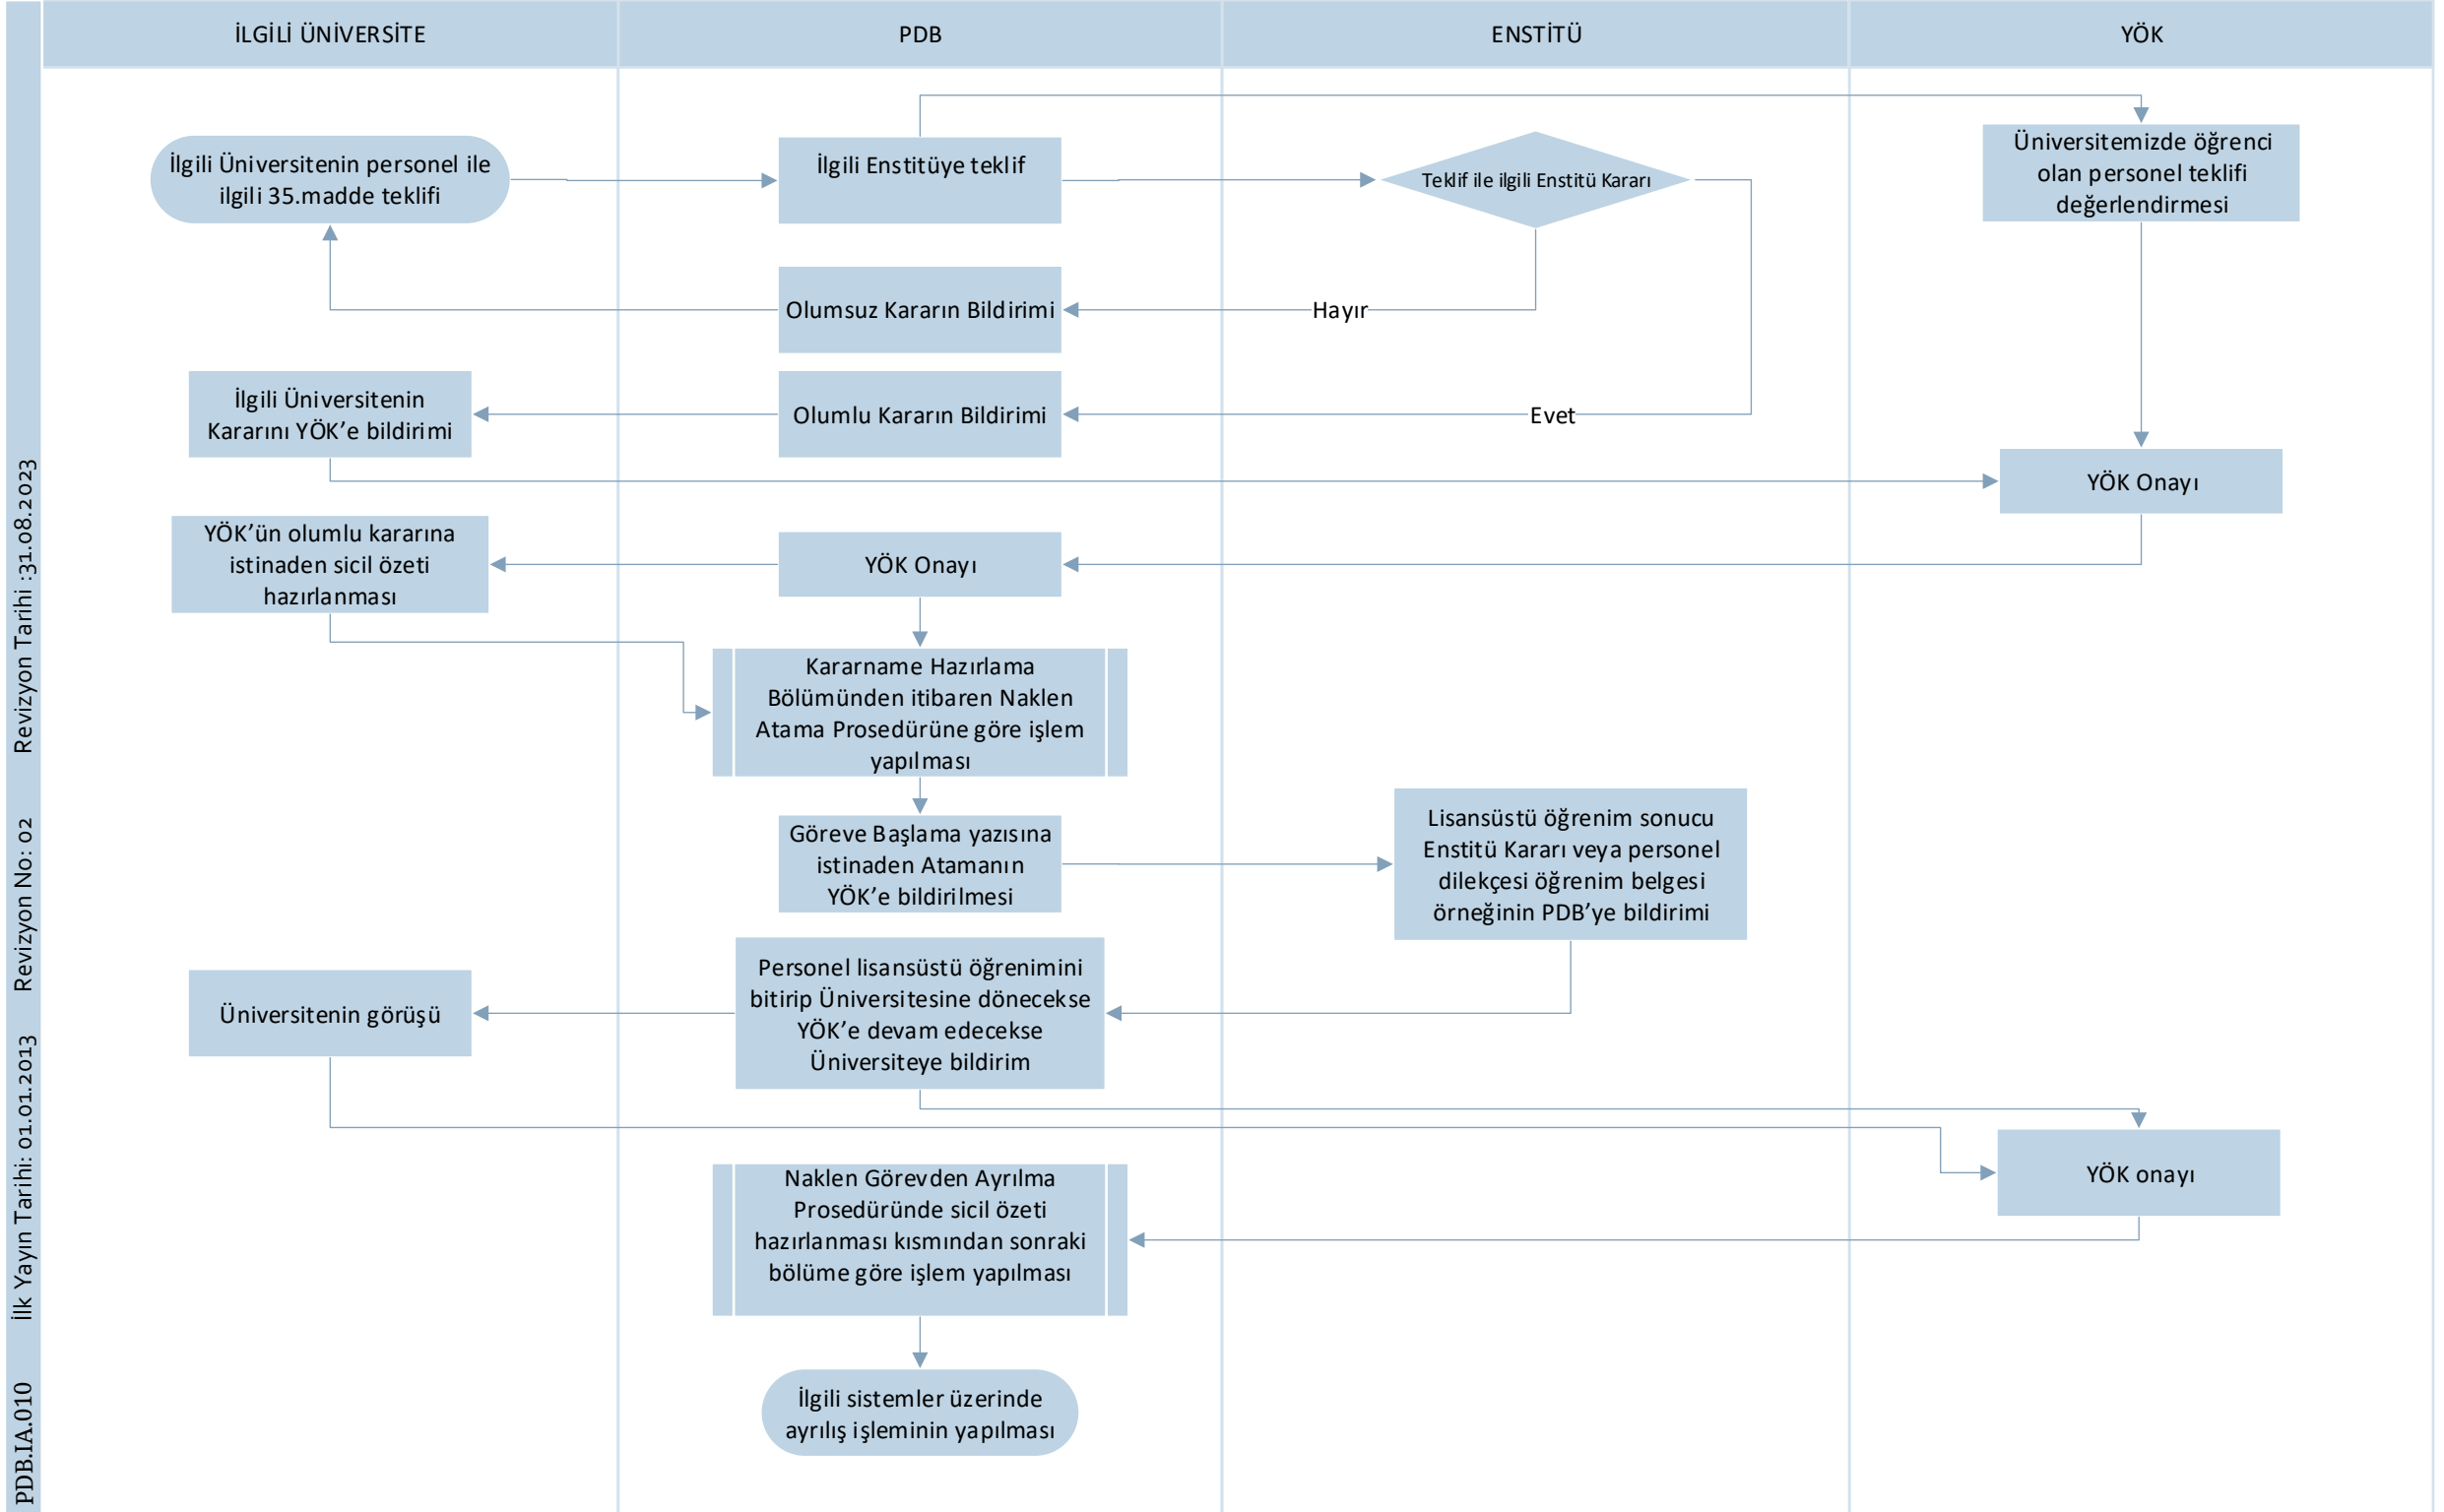 İLGİLİ ÜNİVERSİTE
PDB
ENSTİTÜ
YÖK
İlgili Üniversitenin personel ile
ilgili 35.madde teklifi
İlgili Enstitüye teklif
Teklif ile ilgili Enstitü Kararı
Üniversitemizde öğrenci
olan personel teklifi
değerlendirmesi
Olumsuz Kararın Bildirimi
Hayır
İlgili Üniversitenin
Kararını YÖK’e bildirimi
Olumlu Kararın Bildirimi
Evet
YÖK Onayı
YÖK’ün olumlu kararına
istinaden sicil özeti
hazırlanması
YÖK Onayı
Kararname Hazırlama
Bölümünden itibaren Naklen
Atama Prosedürüne göre işlem
yapılması
Göreve Başlama yazısına
istinaden Atamanın
YÖK’e bildirilmesi
Lisansüstü öğrenim sonucu
Enstitü Kararı veya personel
dilekçesi öğrenim belgesi
örneğinin PDB’ye bildirimi
Personel lisansüstü öğrenimini
bitirip Üniversitesine dönecekse
YÖK’e devam edecekse
Üniversiteye bildirim
Üniversitenin görüşü
YÖK onayı
Naklen Görevden Ayrılma
Prosedüründe sicil özeti
hazırlanması kısmından sonraki
bölüme göre işlem yapılması
İlgili sistemler üzerinde
ayrılış işleminin yapılması
PDB.IA.010 İlk Yayın Tarihi: 01.01.2013 Revizyon No: 02 Revizyon Tarihi :31.08.2023